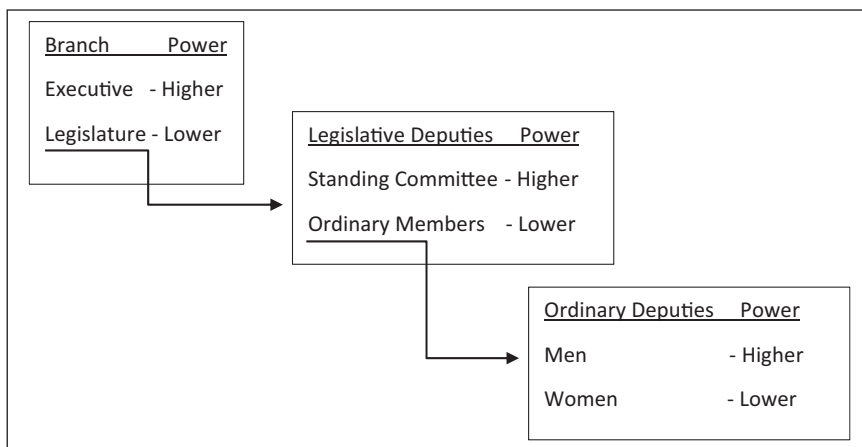 Branch Power
Executive - Higher
Legislature - Lower
Legislative Deputies Power
Standing Committee - Higher
Ordinary Members - Lower
Ordinary Deputies Power
Men - Higher
Women - Lower